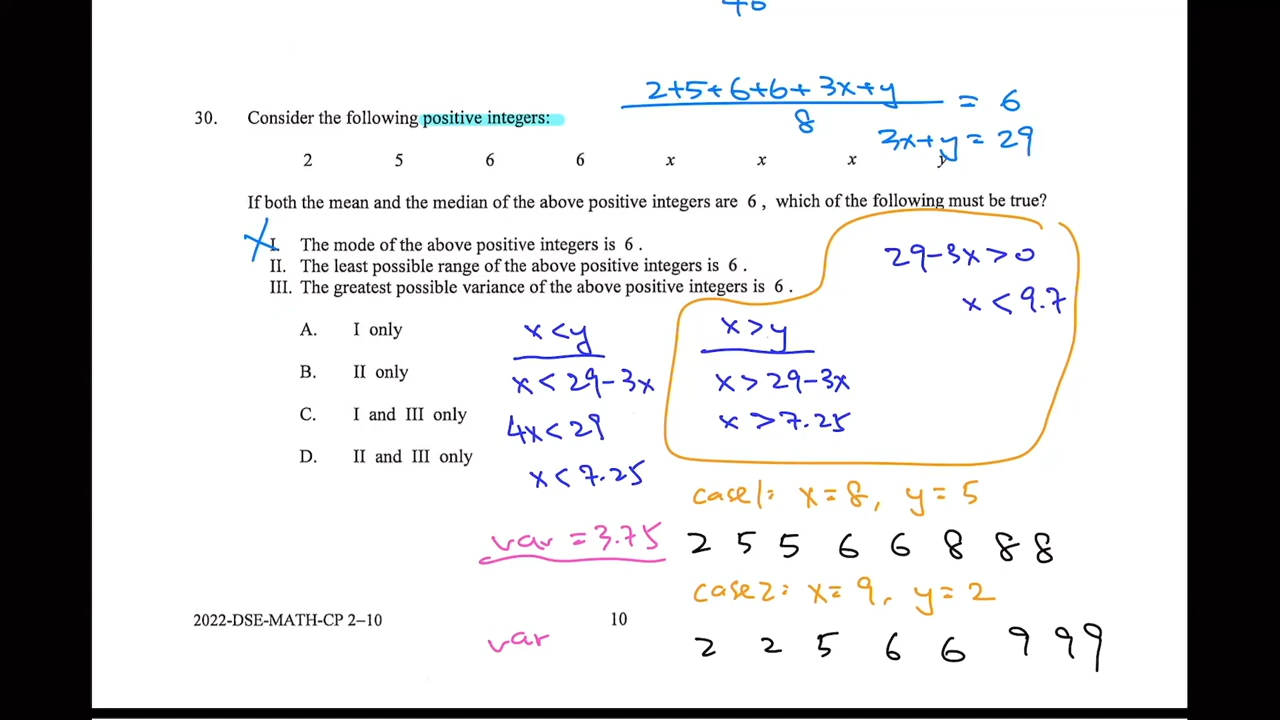 2+5+6+6+3x+y
8
= 6
30. Consider the following positive integers:
3x+y = 29
2 5 6 6 x x x y
If both the mean and the median of the above positive integers are 6 , which of the following must be true?
I. The mode of the above positive integers is 6 .
29-3x>0
II. The least possible range of the above positive integers is 6 .
III. The greatest possible variance of the above positive integers is 6 .
x < 9.7
A. I only
x<y
x>y
B. II only
x < 29-3x
x > 29-3x
C. I and III only
4x<29
x > 7.25
D. II and III only
x < 7.25
case1: x=8, y=5
var = 3.75
2 5 5 6 6 8 8 8
case2: x=9, y=2
2022-DSE-MATH-CP 2–10
10
var
2 2 5 6 6 9 9 9